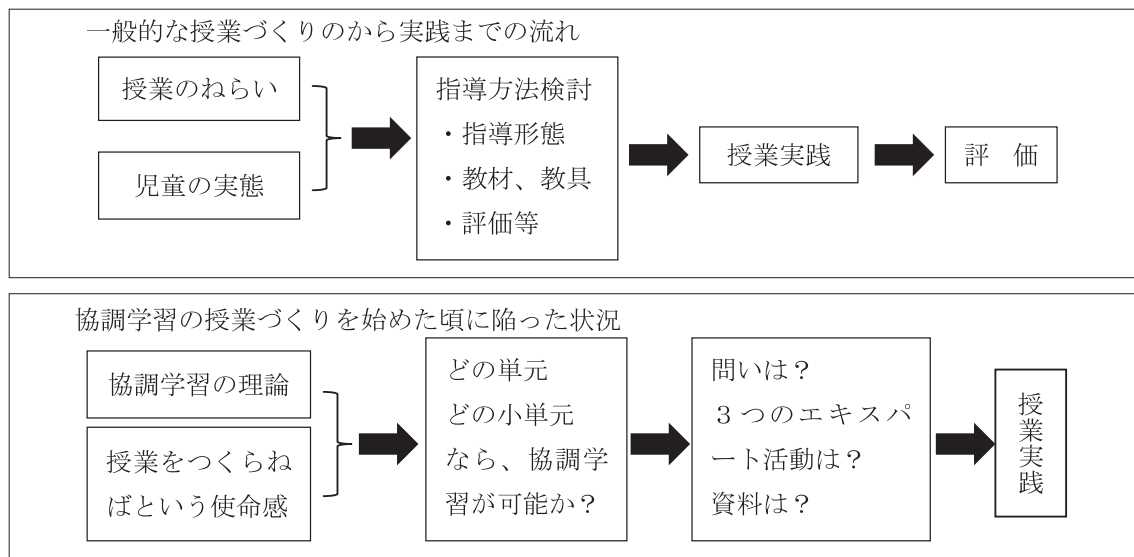 一般的な授業づくりのから実践までの流れ
授業のねらい
児童の実態
指導方法検討
・指導形態
・教材、教具
・評価等
授業実践
評　価
協調学習の授業づくりを始めた頃に陥った状況
協調学習の理論
授業をつくらね
ばという使命感
どの単元
どの小単元
なら、協調学
習が可能か？
問いは？
３つのエキスパ
ート活動は？
資料は？
授業実践